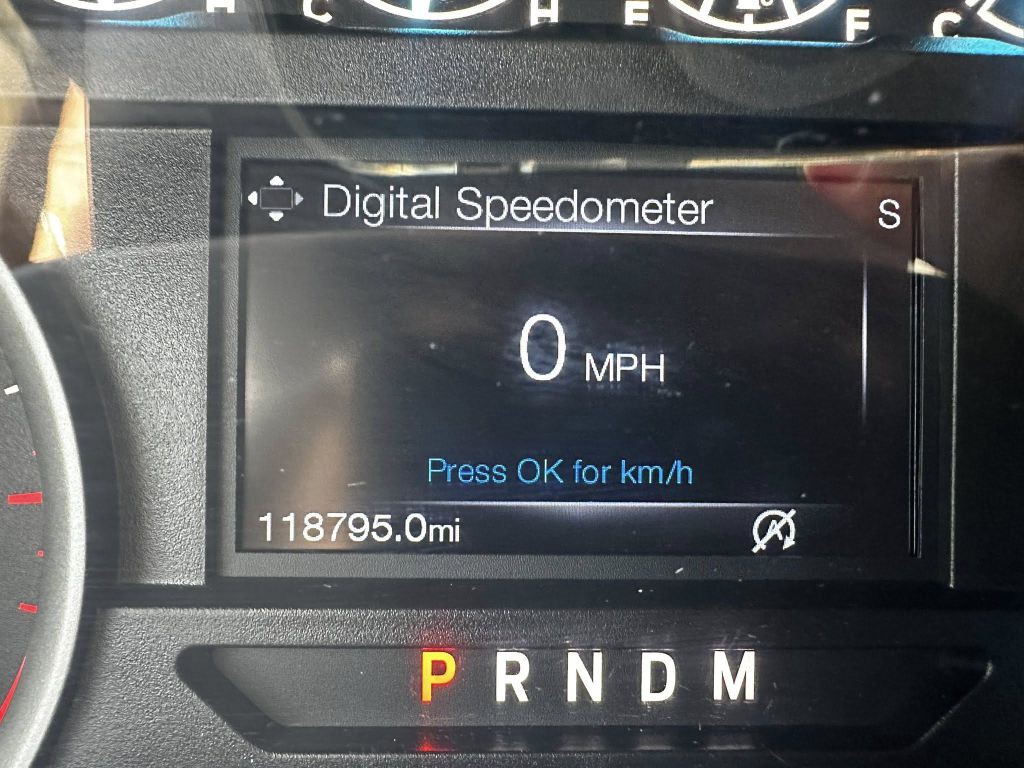 H C H E F C
Digital Speedometer S
0 MPH
Press OK for km/h
118795.0mi
A
P R N D M